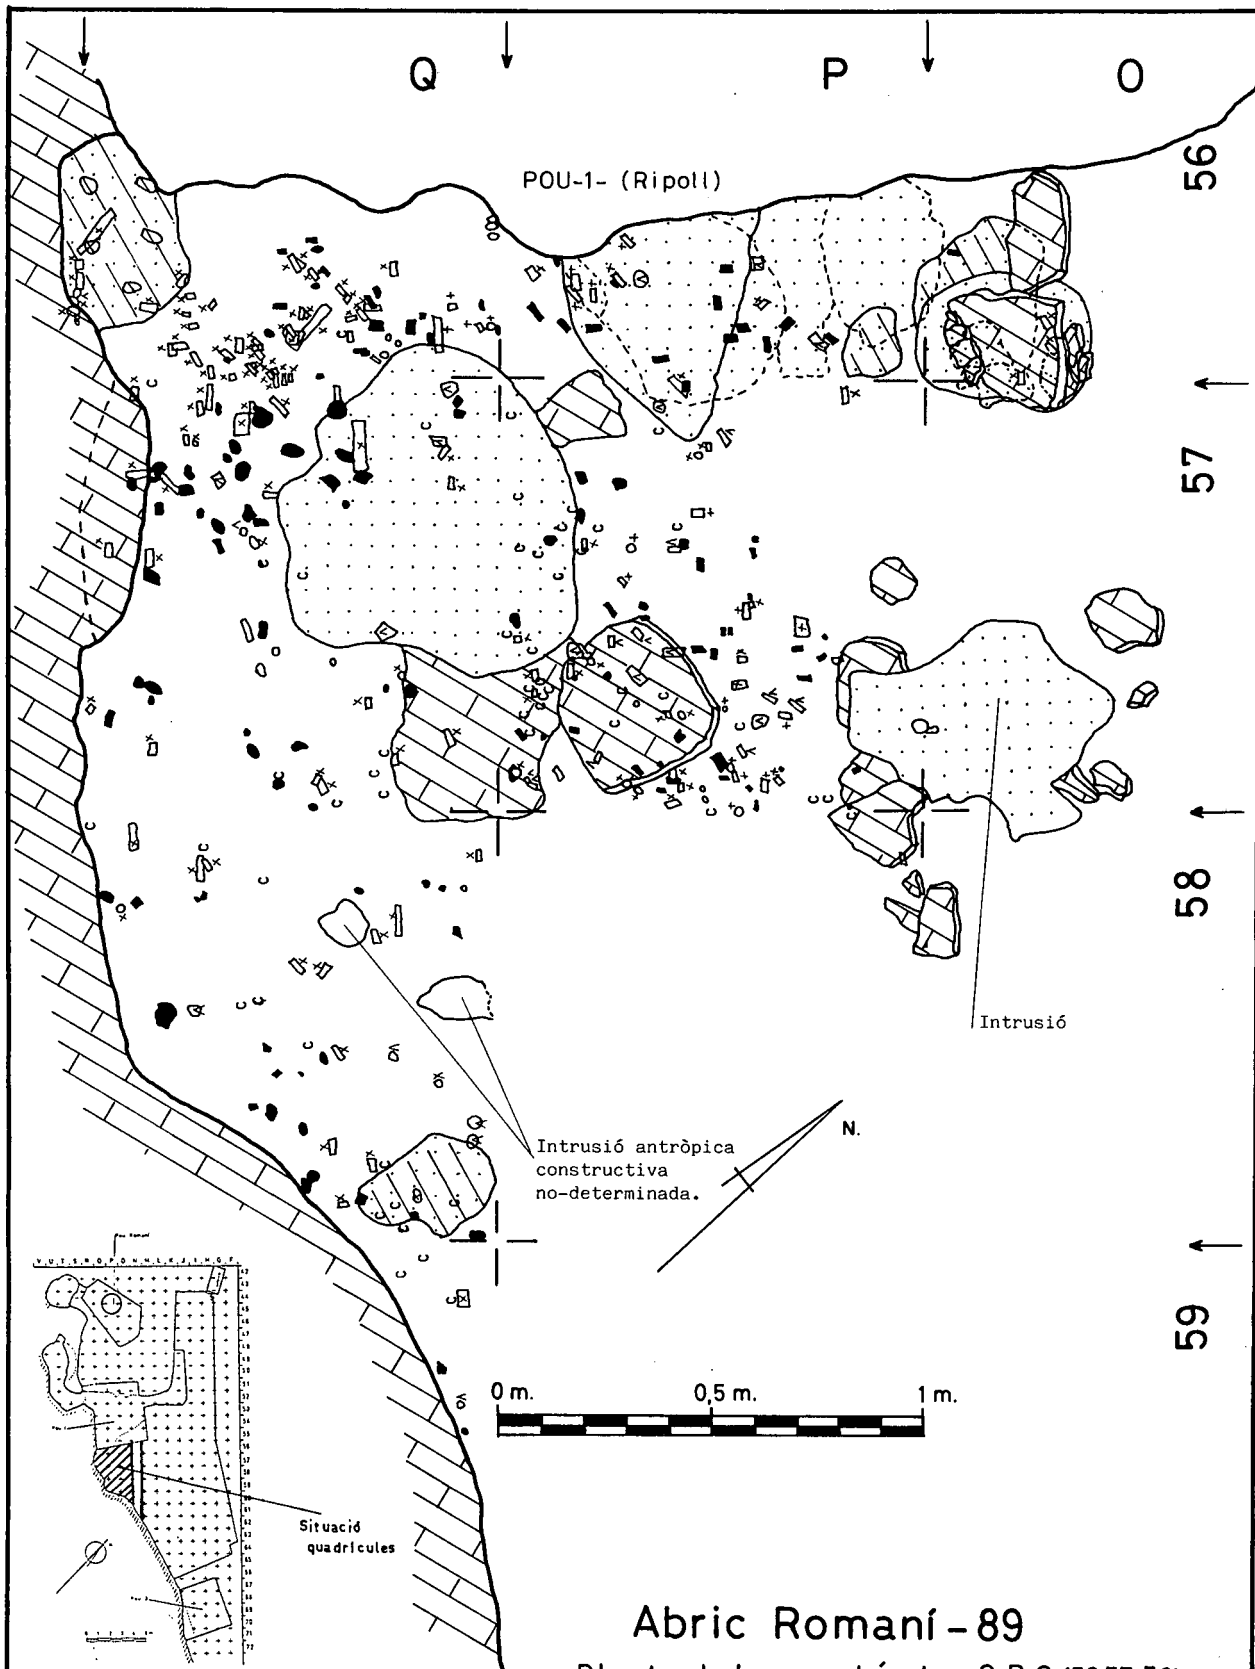 Q P O
56
POU-1- (Ripoll)
57
58
Intrusió
N.
Intrusió antròpica
constructiva
no-determinada.
59
0 m. 0,5 m. 1 m.
Situació
quadrícules
Abric Romaní - 89